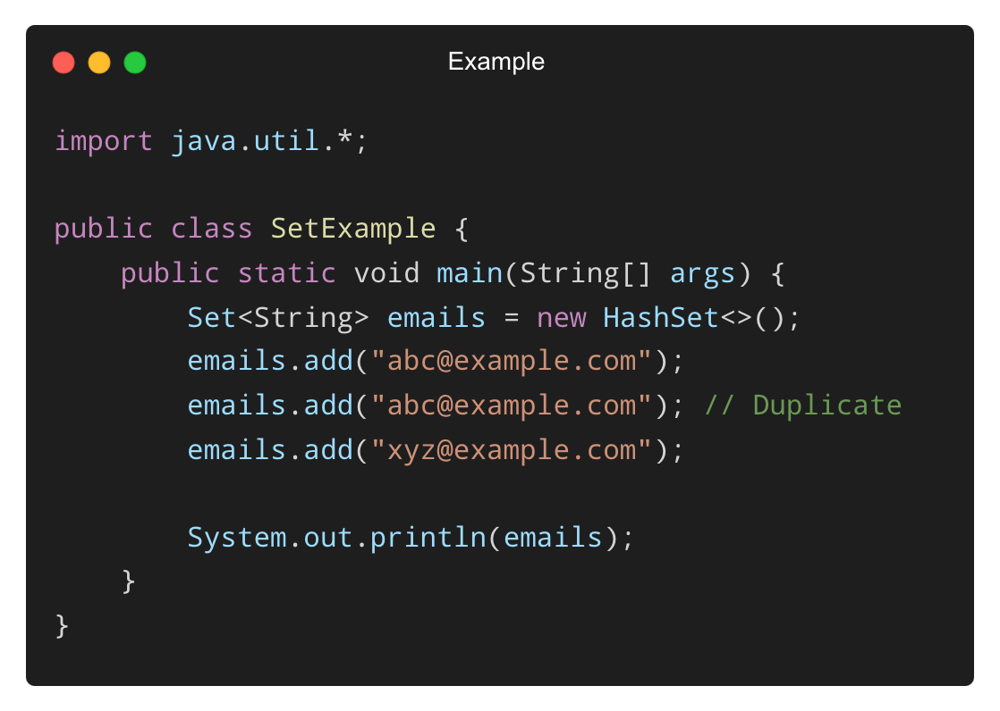 Example
import java.util.*;
public class SetExample {
    public static void main(String[] args) {
        Set<String> emails = new HashSet<>();
        emails.add("abc@example.com");
        emails.add("abc@example.com"); // Duplicate
        emails.add("xyz@example.com");
        System.out.println(emails);
    }
}